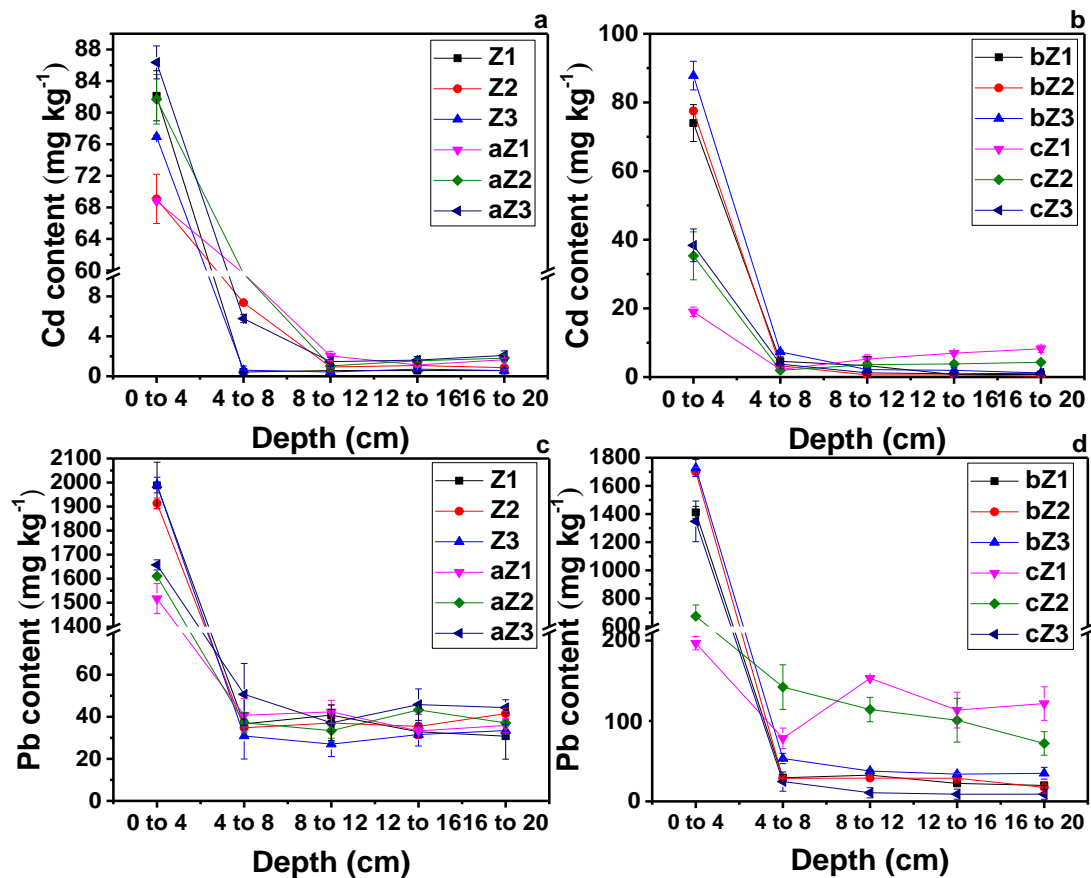 a
Cd content (mg kg-1)
88
84
80
76
72
68
64
60
8
4
0
Z1
Z2
Z3
aZ1
aZ2
aZ3
0 to 4 4 to 8 8 to 12 12 to 16 16 to 20
Depth (cm)
b
Cd content (mg kg-1)
100
80
60
40
20
0
bZ1
bZ2
bZ3
cZ1
cZ2
cZ3
0 to 4 4 to 8 8 to 12 12 to 16 16 to 20
Depth (cm)
c
Pb content (mg kg-1)
2100
2000
1900
1800
1700
1600
1500
1400
60
40
20
0
Z1
Z2
Z3
aZ1
aZ2
aZ3
0 to 4 4 to 8 8 to 12 12 to 16 16 to 20
Depth (cm)
d
Pb content (mg kg-1)
1800
1600
1400
1200
1000
800
600
200
100
0
bZ1
bZ2
bZ3
cZ1
cZ2
cZ3
0 to 4 4 to 8 8 to 12 12 to 16 16 to 20
Depth (cm)